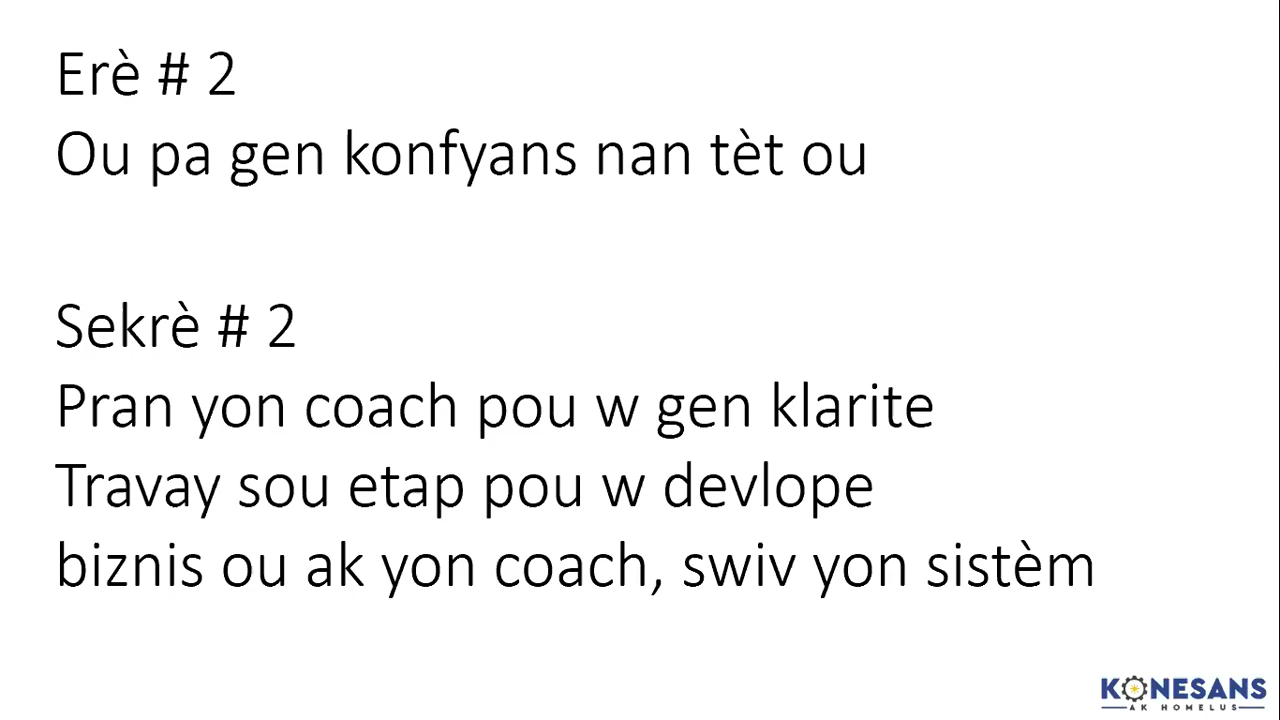 Erè # 2
Ou pa gen konfyans nan tèt ou
Sekrè # 2
Pran yon coach pou w gen klarite
Travay sou etap pou w devlope
biznis ou ak yon coach, swiv yon sistèm
KONESANS
AK HOMELUS